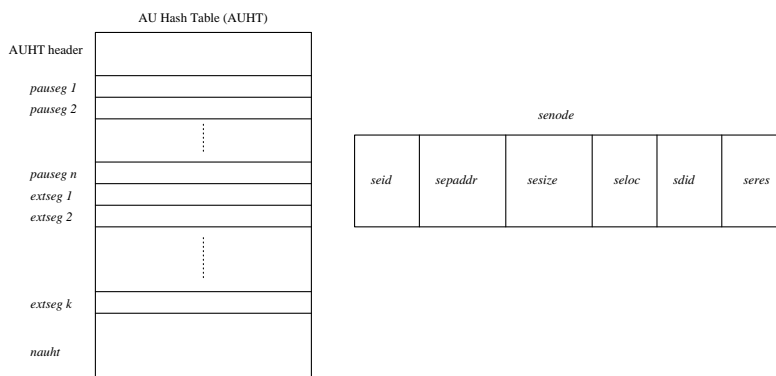 AU Hash Table (AUHT)
AUHT header
pauseg 1
pauseg 2
pauseg n
extseg 1
extseg 2
extseg k
nauht
senode
seid sepaddr sesize seloc sdid seres